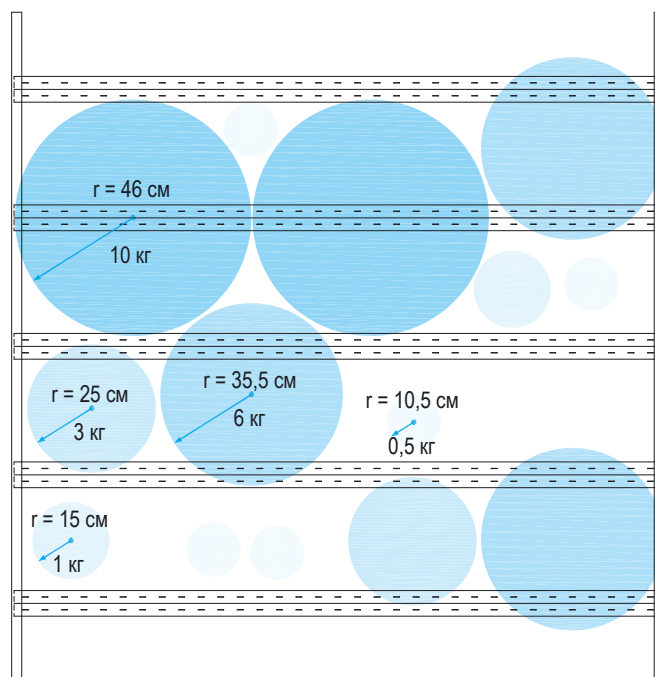 r = 46 см
10 кг
r = 25 см
3 кг
r = 35,5 см
6 кг
r = 10,5 см
0,5 кг
r = 15 см
1 кг